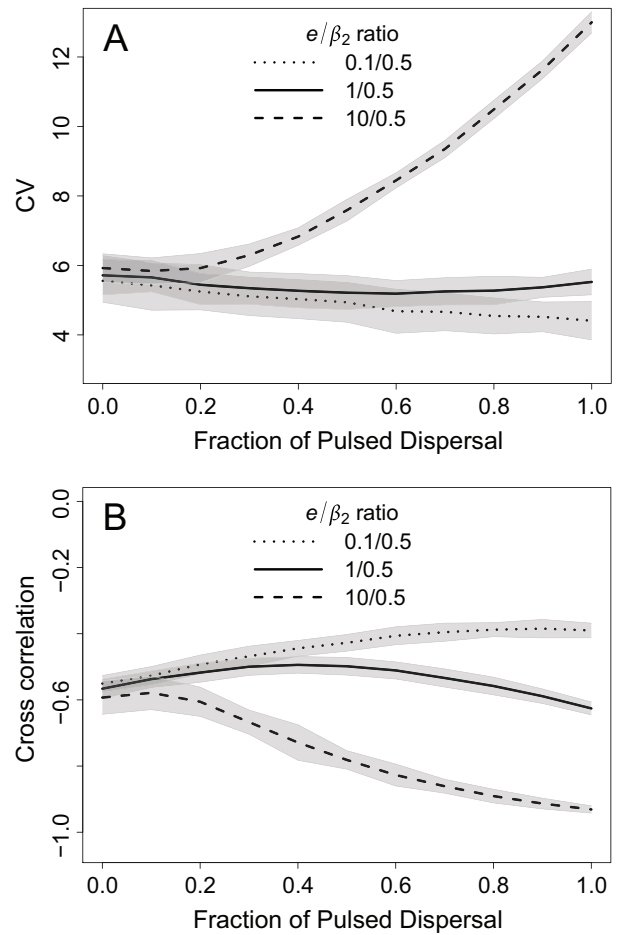 A
e/β₂ ratio
0.1/0.5
1/0.5
10/0.5
CV
12
10
8
6
4
0.0 0.2 0.4 0.6 0.8 1.0
Fraction of Pulsed Dispersal
B
e/β₂ ratio
0.1/0.5
1/0.5
10/0.5
Cross correlation
0.0
−0.2
−0.6
−1.0
0.0 0.2 0.4 0.6 0.8 1.0
Fraction of Pulsed Dispersal